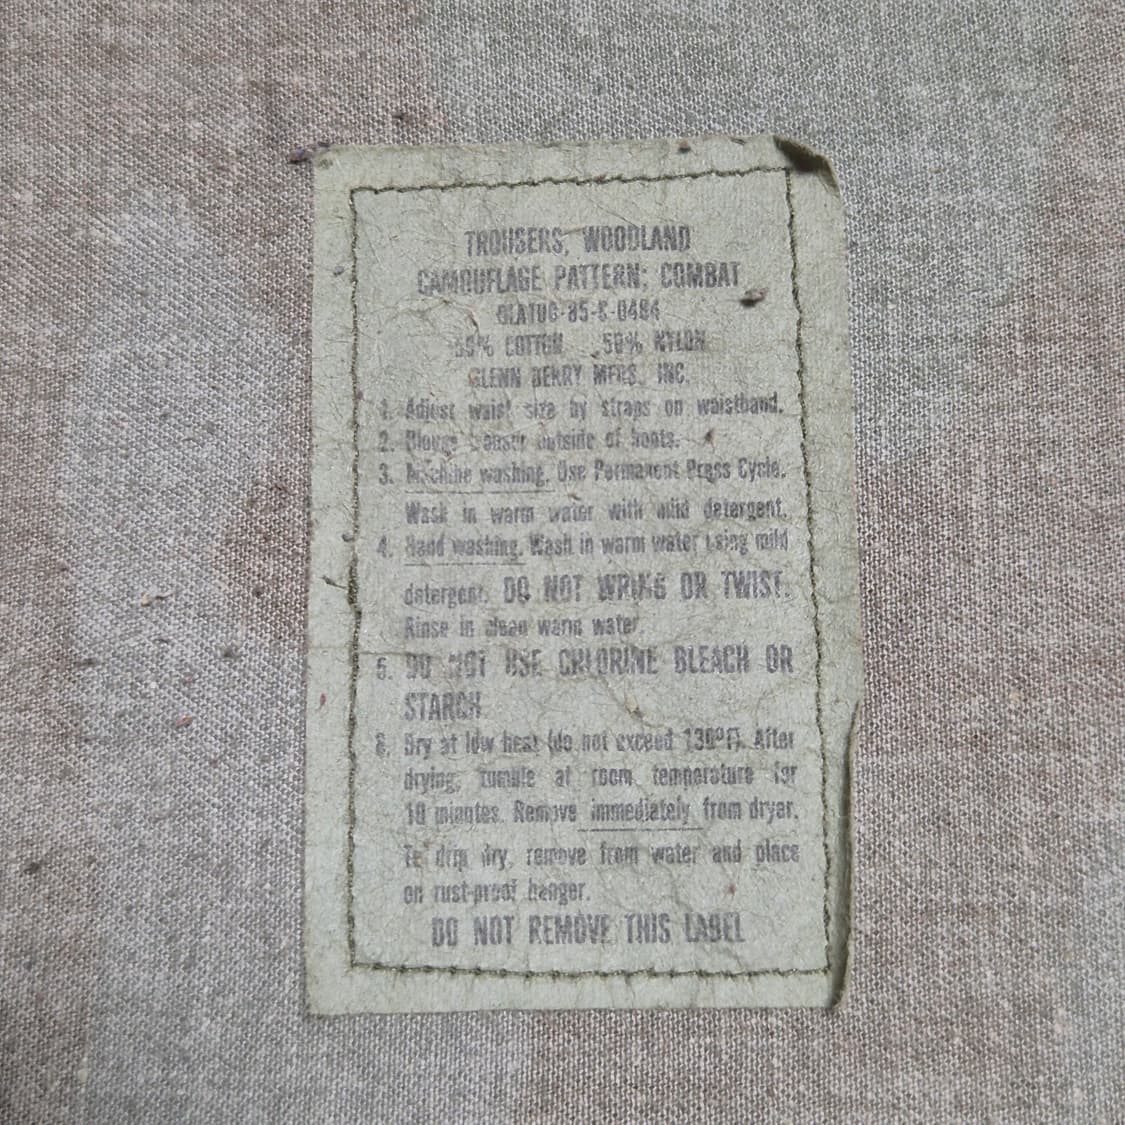 TROUSERS, WOODLAND
CAMOUFLAGE PATTERN: COMBAT
50% COTTON 50% NYLON
GLENN BERRY MFRS. INC.
1. Adjust waist size by straps on waistband.
2. Blouse outside of boots.
3. Machine washing. Use Permanent Press Cycle.
Wash in warm water with mild detergent.
4. Hand washing. Wash in warm water using mild
detergent. DO NOT WRING OR TWIST.
Rinse in clean warm water.
5. DO NOT USE CHLORINE BLEACH OR
STARCH
6. Dry at low heat (do not exceed 130°F). After
drying, tumble at room temperature for
10 minutes. Remove immediately from dryer.
To drip dry, remove from water and place
on rust-proof hanger.
DO NOT REMOVE THIS LABEL